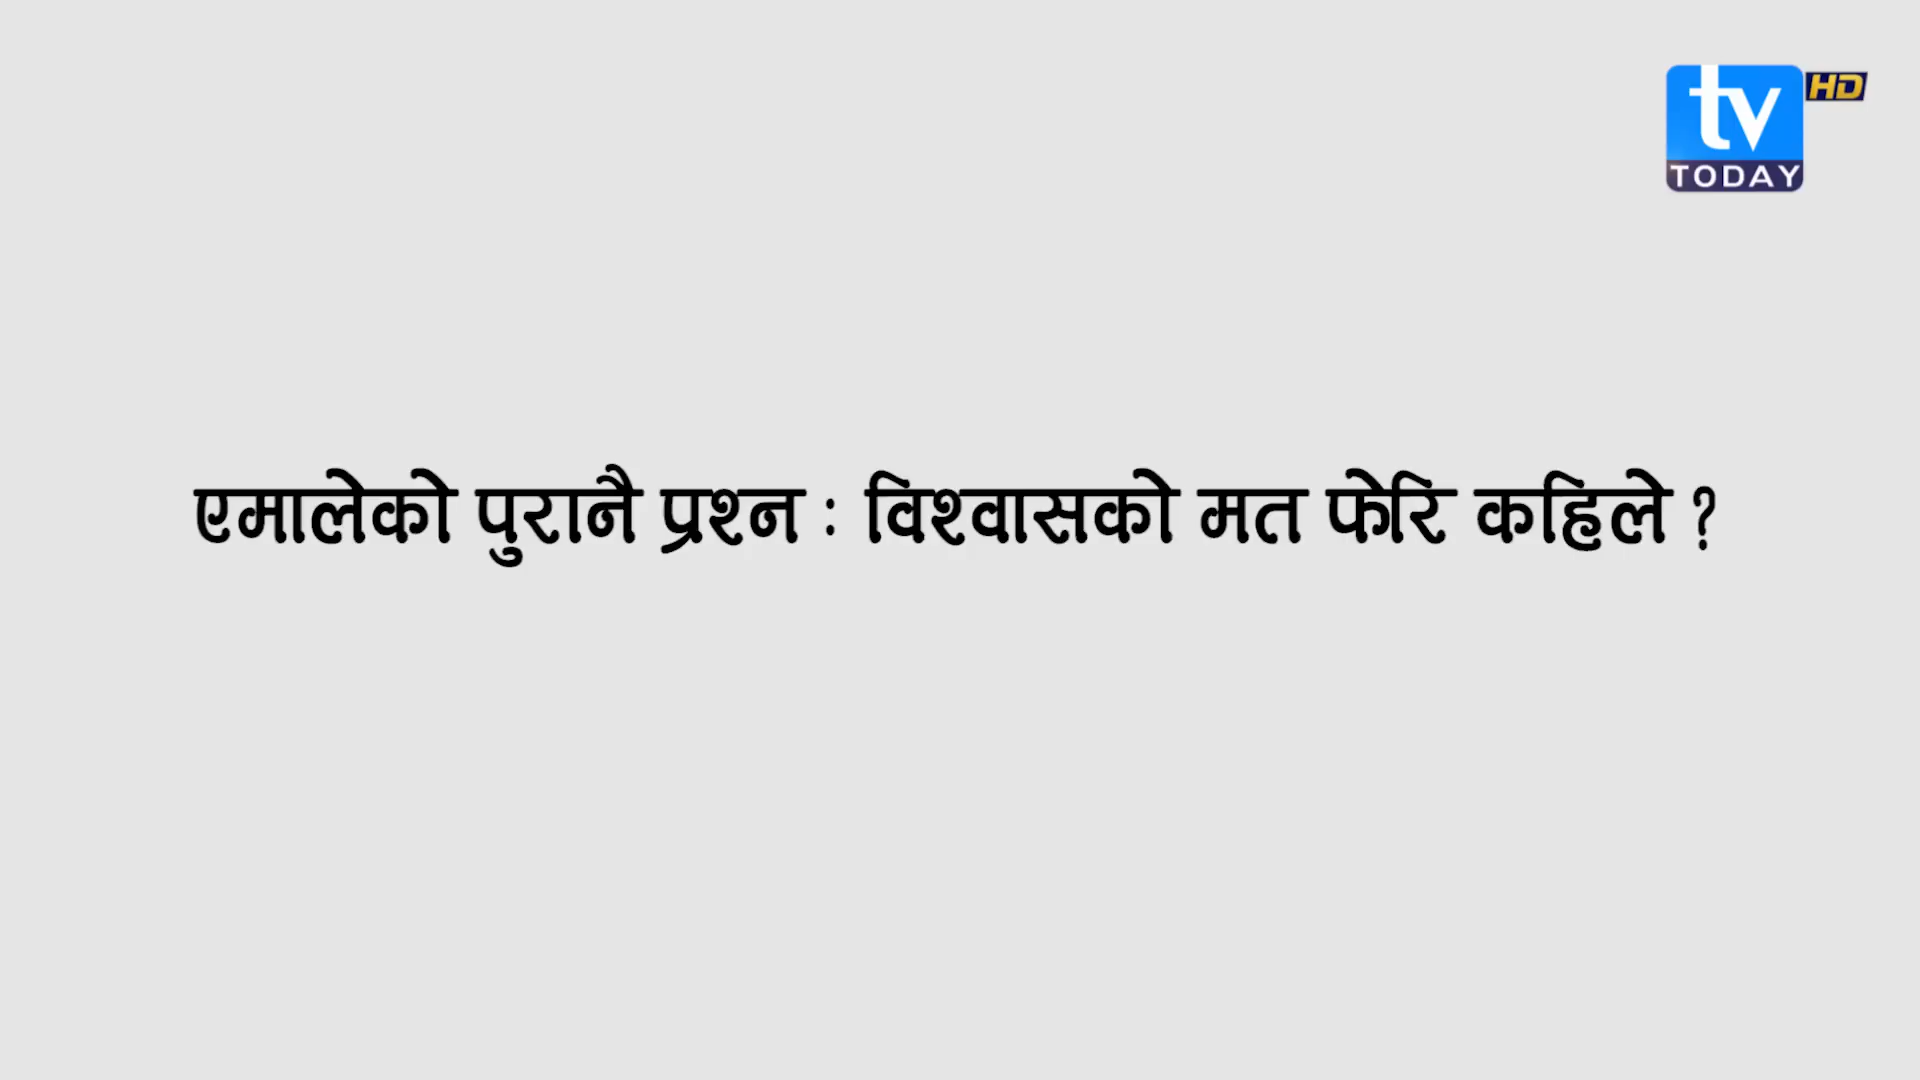 tv HD
TODAY
एमालेको पुरानै प्रश्न : विश्वासको मत फेरि कहिले ?